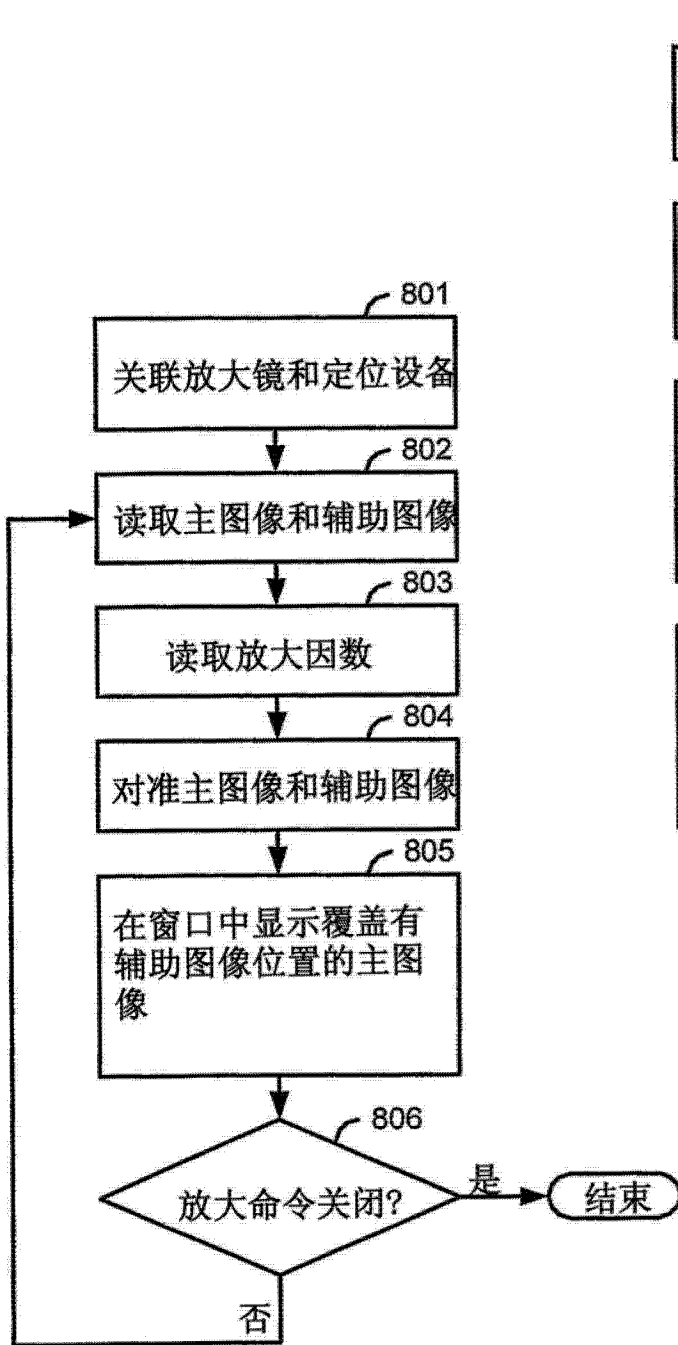 801
关联放大镜和定位设备
802
读取主图像和辅助图像
803
读取放大因数
804
对准主图像和辅助图像
805
在窗口中显示覆盖有
辅助图像位置的主图
像
806
放大命令关闭?
是
结束
否